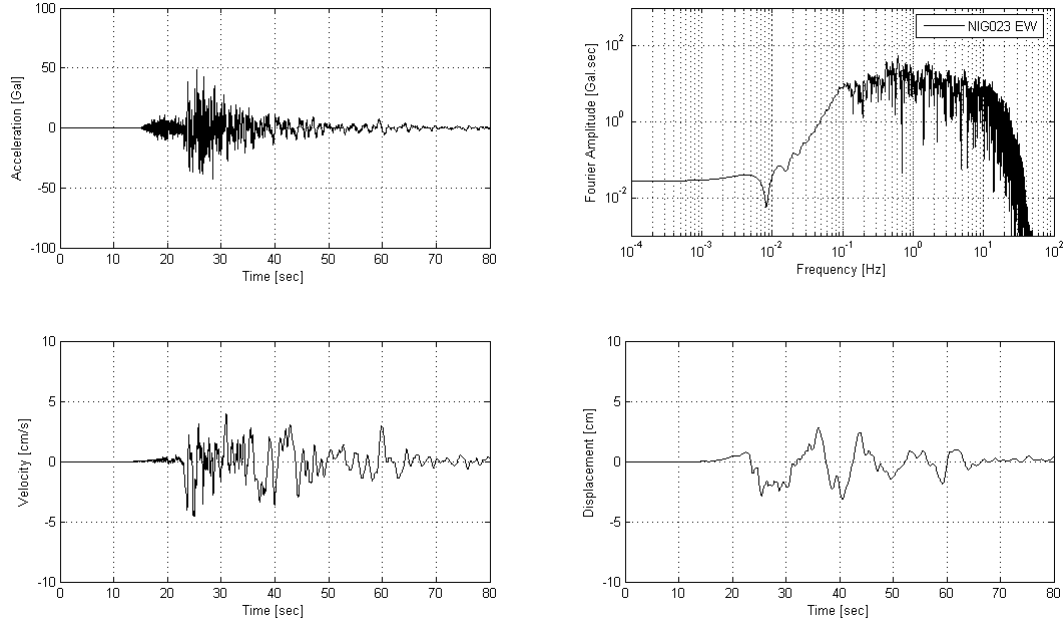 100
50
0
-50
-100
Acceleration [Gal]
0 10 20 30 40 50 60 70 80
Time [sec]
NIG023 EW
10^2
10^0
10^-2
Fourier Amplitude [Gal.sec]
10^-4 10^-3 10^-2 10^-1 10^0 10^1 10^2
Frequency [Hz]
10
5
0
-5
-10
Velocity [cm/s]
0 10 20 30 40 50 60 70 80
Time [sec]
10
5
0
-5
-10
Displacement [cm]
0 10 20 30 40 50 60 70 80
Time [sec]